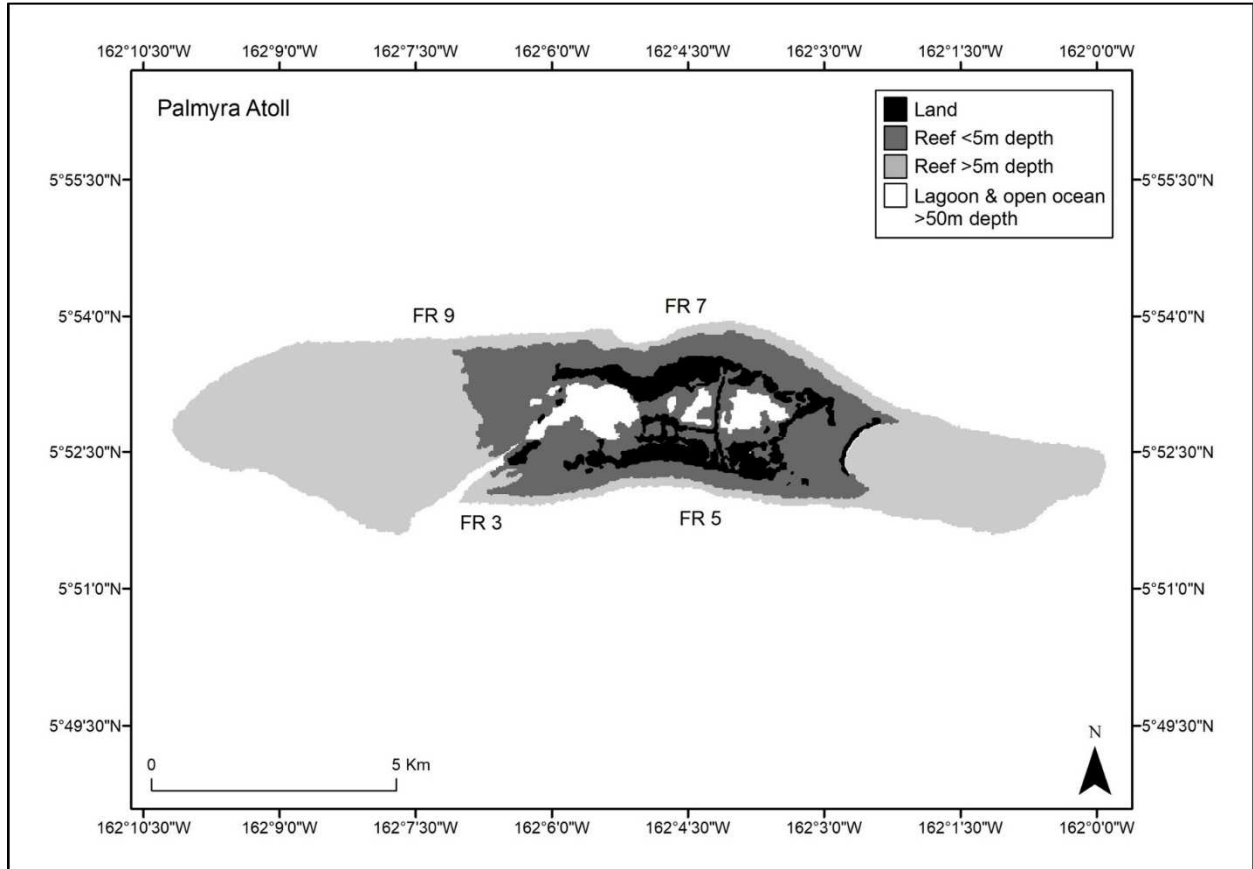 162°10'30"W 162°9'0"W 162°7'30"W 162°6'0"W 162°4'30"W 162°3'30"W 162°1'30"W 162°0'0"W
Palmyra Atoll
Land
Reef <5m depth
Reef >5m depth
Lagoon & open ocean
>50m depth
5°55'30"N 5°55'30"N
5°54'0"N 5°54'0"N
FR 9 FR 7
5°52'30"N 5°52'30"N
FR 3 FR 5
5°51'0"N 5°51'0"N
5°49'30"N 5°49'30"N
N
0 5 Km
162°10'30"W 162°9'0"W 162°7'30"W 162°6'0"W 162°4'30"W 162°3'30"W 162°1'30"W 162°0'0"W